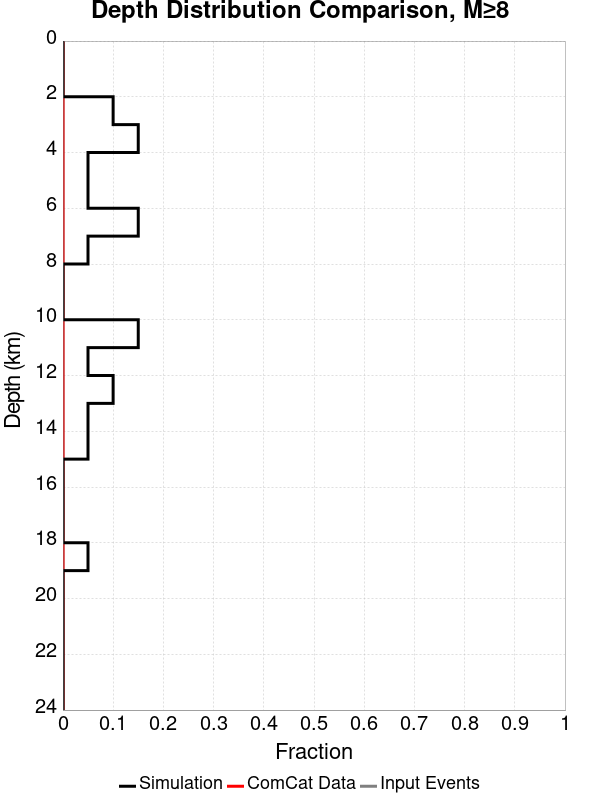 Depth Distribution Comparison, M≥8
0
2
4
6
8
10
12
14
16
18
20
22
24
Depth (km)
0 0.1 0.2 0.3 0.4 0.5 0.6 0.7 0.8 0.9 1
Fraction
Simulation ComCat Data Input Events